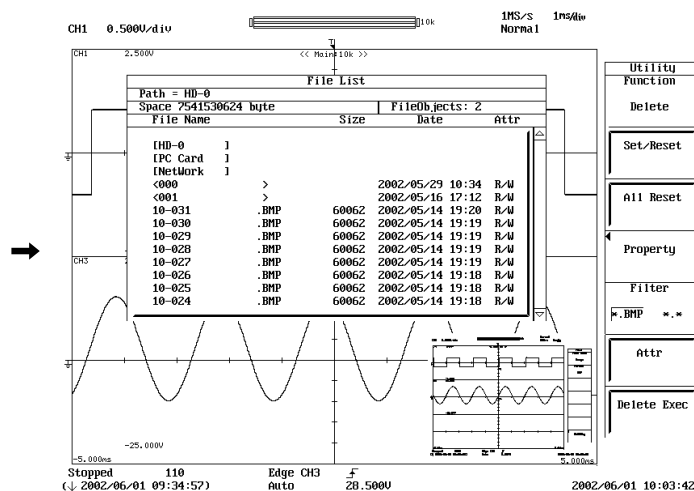 CH1 0.500V/div 10k 1MS/s 1ms/div
Normal
CH1 2.500V << Main:10k >>
Utility
File List Function
Path = HD-0
Space 7541530624 byte FileObjects: 2 Delete
File Name Size Date Attr
[HD-0 ] Set/Reset
[PC Card ]
[NetWork ]
<000 > 2002/05/29 10:34 R/W
<001 > 2002/05/16 17:12 R/W All Reset
10-031 .BMP 60062 2002/05/14 19:20 R/W
10-030 .BMP 60062 2002/05/14 19:19 R/W
10-029 .BMP 60062 2002/05/14 19:19 R/W
10-028 .BMP 60062 2002/05/14 19:19 R/W Property
CH3 10-027 .BMP 60062 2002/05/14 19:19 R/W
10-026 .BMP 60062 2002/05/14 19:18 R/W
10-025 .BMP 60062 2002/05/14 19:18 R/W Filter
10-024 .BMP 60062 2002/05/14 19:18 R/W
*.BMP *.*
Attr
Delete Exec
-25.000V
-5.000ms 5.000ms
Stopped 110 Edge CH3
(↓ 2002/06/01 09:34:57) Auto 28.500V 2002/06/01 10:03:42